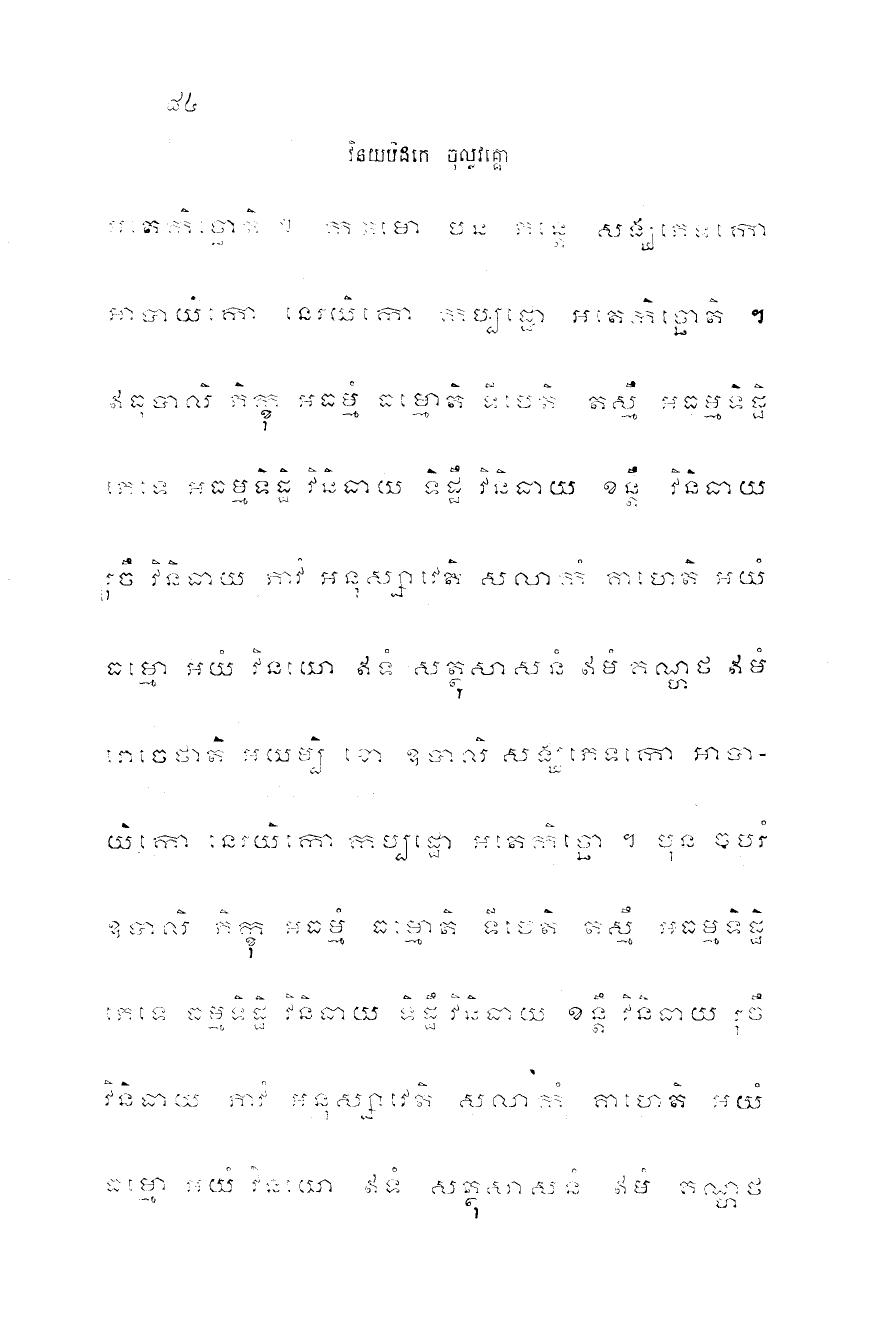 ៨៤
វិនយបិដកេ ចុល្លវគ្គោ
អតេកិច្ឆោតិ ។ កតមោ បន ភន្តេ សង្ឃភេទកោ
អាបាយិកោ នេរយិកោ កប្បដ្ឋោ អតេកិច្ឆោតិ ។
ឥធុបាលិ ភិក្ខុ អធម្មំ ធម្មោតិ ទីបេតិ តស្មឹ អធម្មទិដ្ឋិ
ភេទេ អធម្មទិដ្ឋិ វិនិធាយ ទិដ្ឋឹ វិនិធាយ ខន្តឹ វិនិធាយ
រុចឹ វិនិធាយ ភាវំ អនុស្សាវេតិ សលាកំ គាហេតិ អយំ
ធម្មោ អយំ វិនយោ ឥទំ សត្ថុសាសនំ ឥមំ គណ្ហថ ឥមំ
រោចេថាតិ អយម្បិ ខោ ឧបាលិ សង្ឃភេទកោ អាបា-
យិកោ នេរយិកោ កប្បដ្ឋោ អតេកិច្ឆោ ។ បុន ចបរំ
ឧបាលិ ភិក្ខុ អធម្មំ ធម្មោតិ ទីបេតិ តស្មឹ អធម្មទិដ្ឋិ
ភេទេ ធម្មទិដ្ឋិ វិនិធាយ ទិដ្ឋឹ វិនិធាយ ខន្តឹ វិនិធាយ រុចឹ
វិនិធាយ ភាវំ អនុស្សាវេតិ សលាកំ គាហេតិ អយំ
ធម្មោ អយំ វិនយោ ឥទំ សត្ថុសាសនំ ឥមំ គណ្ហថ